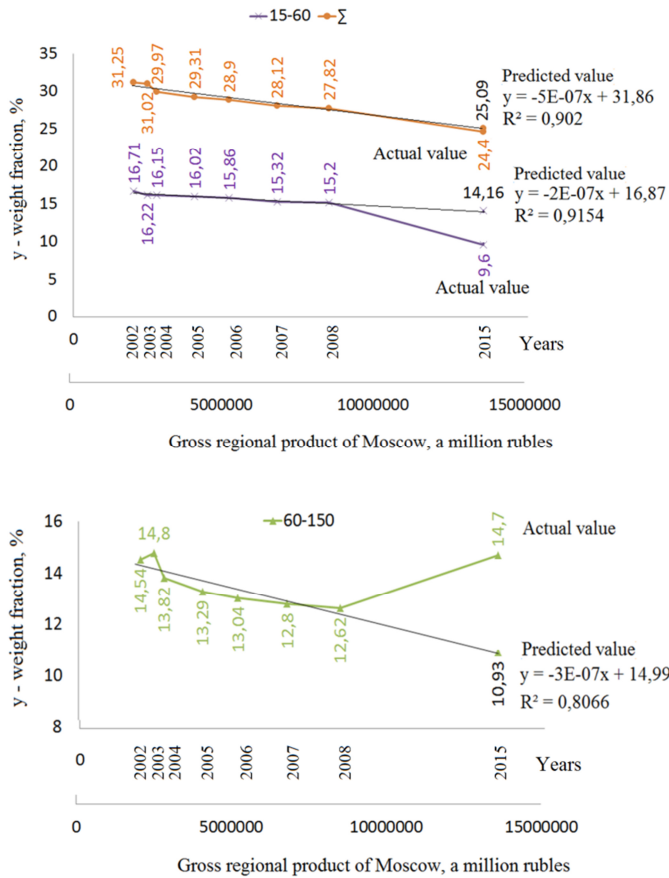 15-60 Σ
y - weight fraction, %
35
30
25
20
15
10
5
0
31,25
31,02
29,97
29,31
28,9
28,12
27,82
25,09
24,4
Predicted value
y = -5E-07x + 31,86
R² = 0,902
Actual value
16,71
16,22
16,15
16,02
15,86
15,32
15,2
14,16
9,6
Predicted value
y = -2E-07x + 16,87
R² = 0,9154
Actual value
0 2002 2003 2004 2005 2006 2007 2008 2015 Years
0 5000000 10000000 15000000
Gross regional product of Moscow, a million rubles
60-150
y - weight fraction, %
16
14
12
10
8
14,54
14,8
13,82
13,29
13,04
12,8
12,62
14,7
Actual value
10,93
Predicted value
y = -3E-07x + 14,99
R² = 0,8066
0 2002 2003 2004 2005 2006 2007 2008 2015 Years
0 5000000 10000000 15000000
Gross regional product of Moscow, a million rubles